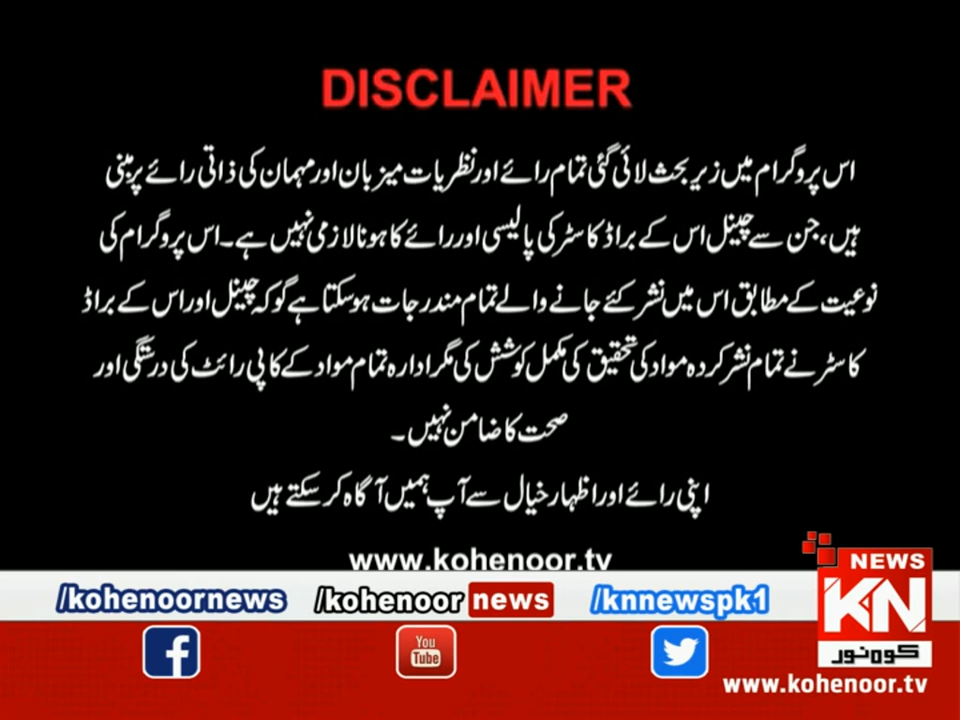 DISCLAIMER
اس پروگرام میں زیرِ بحث لائی گئی تمام رائے اور نظریات میزبان اور مہمان کی ذاتی رائے پر مبنی
ہیں، جن سے چینل اس کے براڈ کاسٹر کی پالیسی اور رائے کا ہونا لازمی نہیں ہے۔ اس پروگرام کی
نوعیت کے مطابق اس میں نشر کئے جانے والے تمام مندرجات ہو سکتا ہے گو کہ چینل اور اس کے براڈ
کاسٹر نے تمام نشر کردہ مواد کی تحقیق کی مکمل کوشش کی مگر ادارہ تمام مواد کے کاپی رائٹ کی درستگی اور
صحت کا ضامن نہیں۔
اپنی رائے اور اظہار خیال سے آپ ہمیں آگاہ کر سکتے ہیں
www.kohenoor.tv
/kohenoornews /kohenoor news /knnewspk1
You
Tube
NEWS
KN
کوہ نور
www.kohenoor.tv